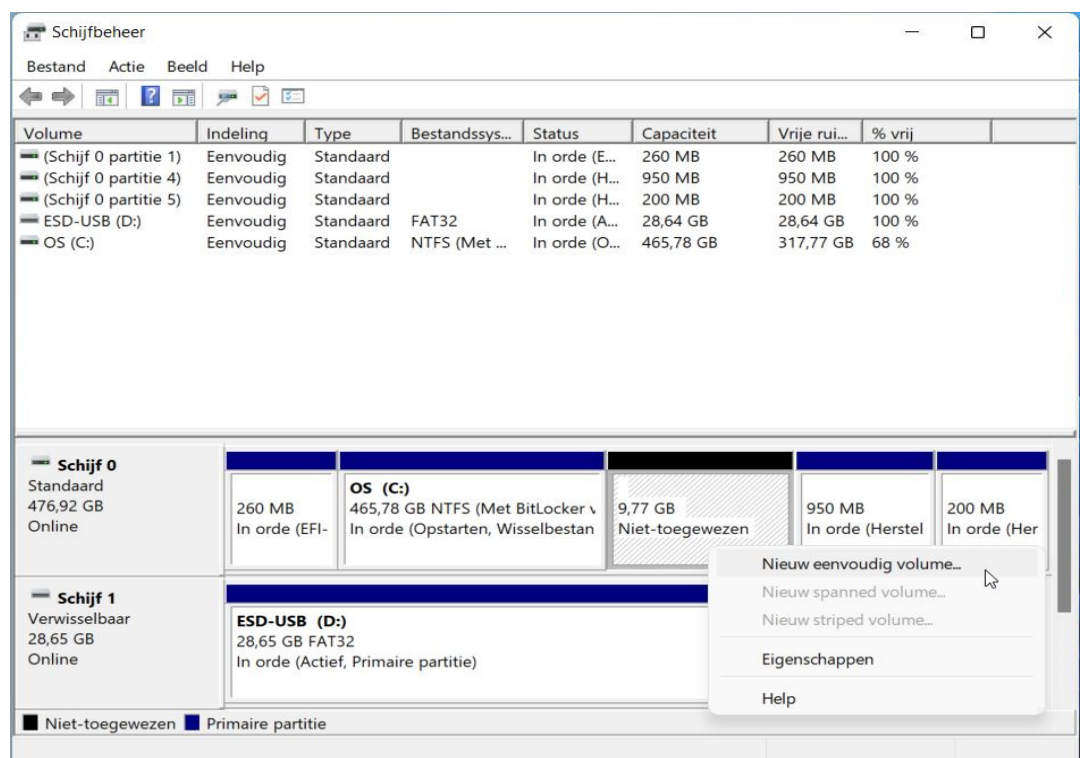 Schijfbeheer
Bestand Actie Beeld Help
Volume Indeling Type Bestandssys... Status Capaciteit Vrije rui... % vrij
(Schijf 0 partitie 1) Eenvoudig Standaard In orde (E... 260 MB 260 MB 100 %
(Schijf 0 partitie 4) Eenvoudig Standaard In orde (H... 950 MB 950 MB 100 %
(Schijf 0 partitie 5) Eenvoudig Standaard In orde (H... 200 MB 200 MB 100 %
ESD-USB (D:) Eenvoudig Standaard FAT32 In orde (A... 28,64 GB 28,64 GB 100 %
OS (C:) Eenvoudig Standaard NTFS (Met ... In orde (O... 465,78 GB 317,77 GB 68 %
Schijf 0
Standaard
476,92 GB
Online
260 MB
In orde (EFI-
OS (C:)
465,78 GB NTFS (Met BitLocker v
In orde (Opstarten, Wisselbestan
9,77 GB
Niet-toegewezen
950 MB
In orde (Herstel
200 MB
In orde (Her
Schijf 1
Verwisselbaar
28,65 GB
Online
ESD-USB (D:)
28,65 GB FAT32
In orde (Actief, Primaire partitie)
Nieuw eenvoudig volume...
Nieuw spanned volume...
Nieuw striped volume...
Eigenschappen
Help
Niet-toegewezen Primaire partitie